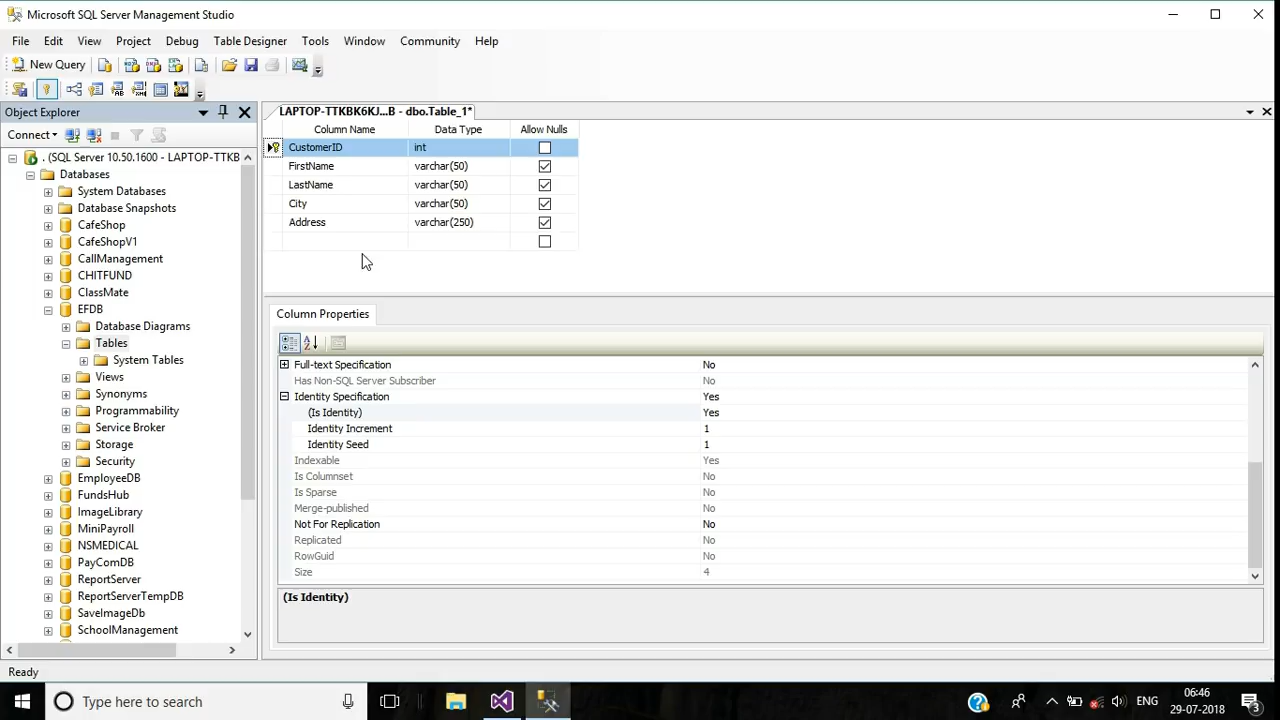 Microsoft SQL Server Management Studio
File Edit View Project Debug Table Designer Tools Window Community Help
New Query
Object Explorer
LAPTOP-TTKBK6KJ...B - dbo.Table_1*
Connect
. (SQL Server 10.50.1600 - LAPTOP-TTKB
Databases
System Databases
Database Snapshots
CafeShop
CafeShopV1
CallManagement
CHITFUND
ClassMate
EFDB
Database Diagrams
Tables
System Tables
Views
Synonyms
Programmability
Service Broker
Storage
Security
EmployeeDB
FundsHub
ImageLibrary
MiniPayroll
NSMEDICAL
PayComDB
ReportServer
ReportServerTempDB
SaveImageDb
SchoolManagement
Column Name Data Type Allow Nulls
CustomerID int
FirstName varchar(50)
LastName varchar(50)
City varchar(50)
Address varchar(250)
Column Properties
Full-text Specification No
Has Non-SQL Server Subscriber No
Identity Specification Yes
(Is Identity) Yes
Identity Increment 1
Identity Seed 1
Indexable Yes
Is Columnset No
Is Sparse No
Merge-published No
Not For Replication No
Replicated No
RowGuid No
Size 4
(Is Identity)
Ready
Type here to search
ENG
06:46
29-07-2018
3